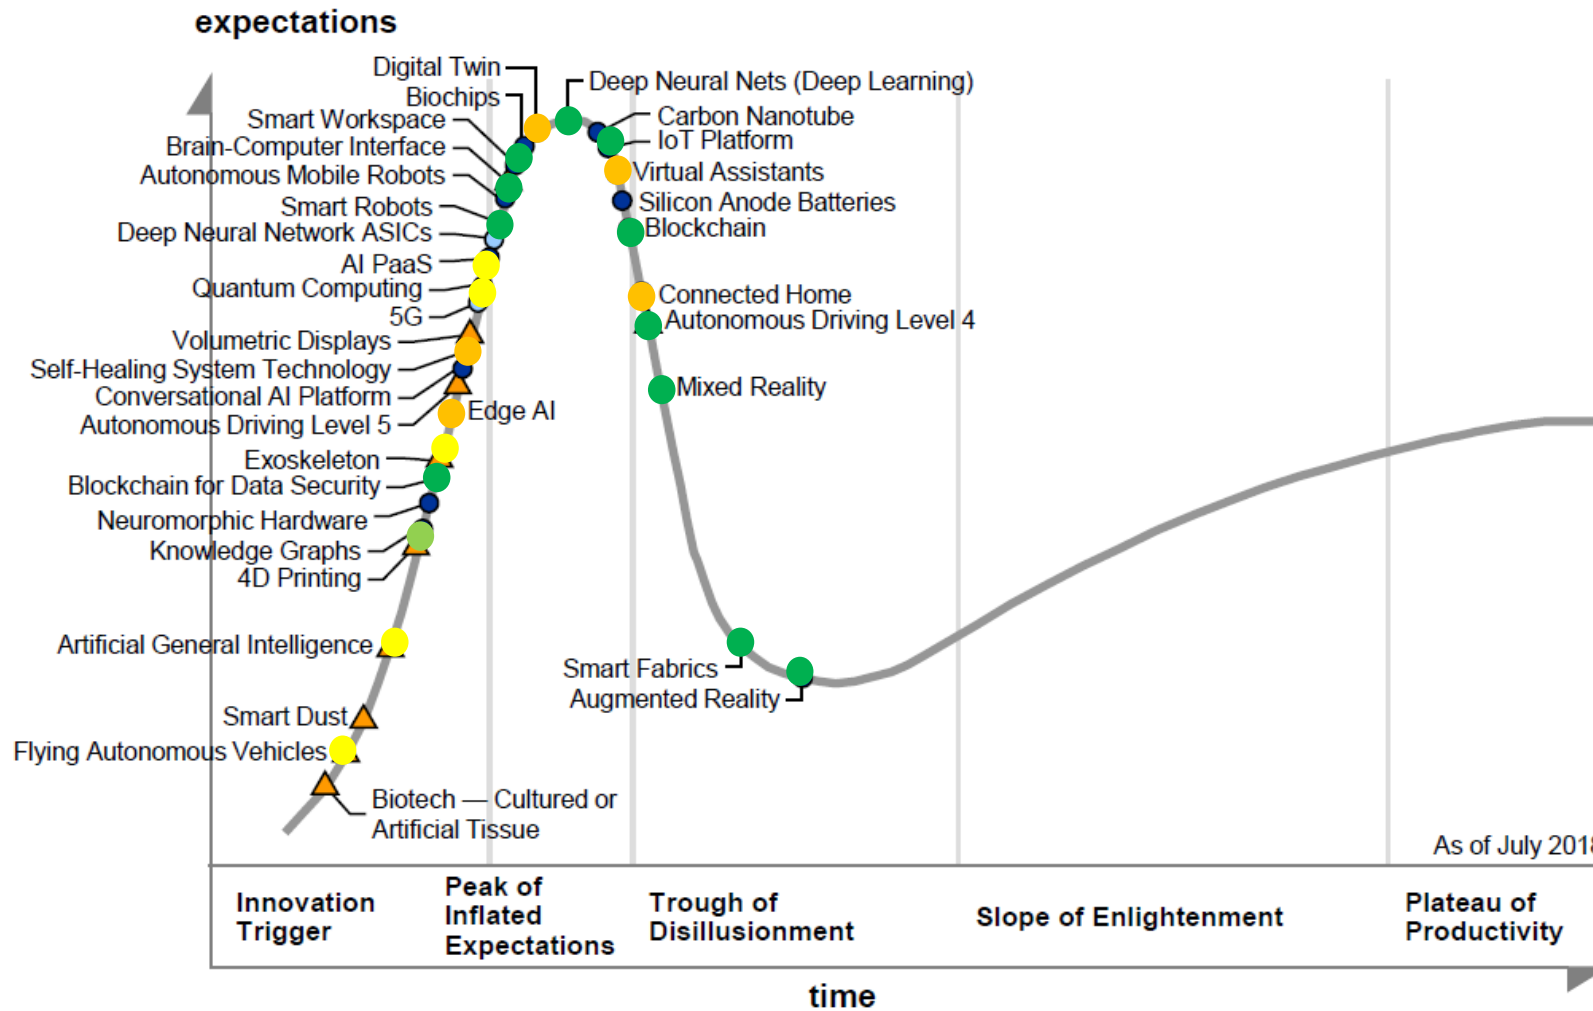 expectations
Digital Twin
Deep Neural Nets (Deep Learning)
Biochips
Carbon Nanotube
Smart Workspace
IoT Platform
Brain-Computer Interface
Virtual Assistants
Autonomous Mobile Robots
Silicon Anode Batteries
Smart Robots
Blockchain
Deep Neural Network ASICs
AI PaaS
Quantum Computing
Connected Home
5G
Autonomous Driving Level 4
Volumetric Displays
Self-Healing System Technology
Mixed Reality
Conversational AI Platform
Edge AI
Autonomous Driving Level 5
Exoskeleton
Blockchain for Data Security
Neuromorphic Hardware
Knowledge Graphs
4D Printing
Artificial General Intelligence
Smart Fabrics
Augmented Reality
Smart Dust
Flying Autonomous Vehicles
Biotech — Cultured or
Artificial Tissue
As of July 2018
Innovation
Trigger
Peak of
Inflated
Expectations
Trough of
Disillusionment
Slope of Enlightenment
Plateau of
Productivity
time